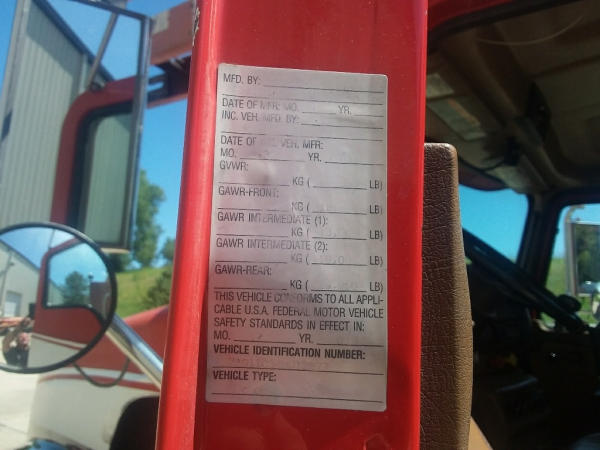 MFD. BY:
DATE OF MFR: MO. YR.
INC. VEH. MFD. BY:
DATE OF VEH. MFR:
MO. YR.
GVWR:
KG ( LB)
GAWR-FRONT:
KG ( LB)
GAWR INTERMEDIATE (1):
KG ( LB)
GAWR INTERMEDIATE (2):
KG ( LB)
GAWR-REAR:
KG ( LB)
THIS VEHICLE CONFORMS TO ALL APPLI-
CABLE U.S.A. FEDERAL MOTOR VEHICLE
SAFETY STANDARDS IN EFFECT IN:
MO. YR.
VEHICLE IDENTIFICATION NUMBER:
VEHICLE TYPE: